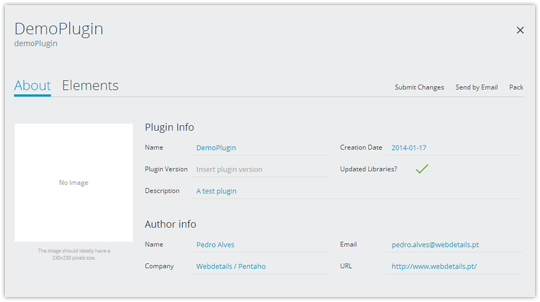 DemoPlugin
demoPlugin
About Elements Submit Changes Send by Email Pack
No Image
The image should ideally have a
230x230 pixels size.
Plugin Info
Name DemoPlugin Creation Date 2014-01-17
Plugin Version Insert plugin version Updated Libraries?
Description A test plugin
Author info
Name Pedro Alves Email pedro.alves@webdetails.pt
Company Webdetails / Pentaho URL http://www.webdetails.pt/